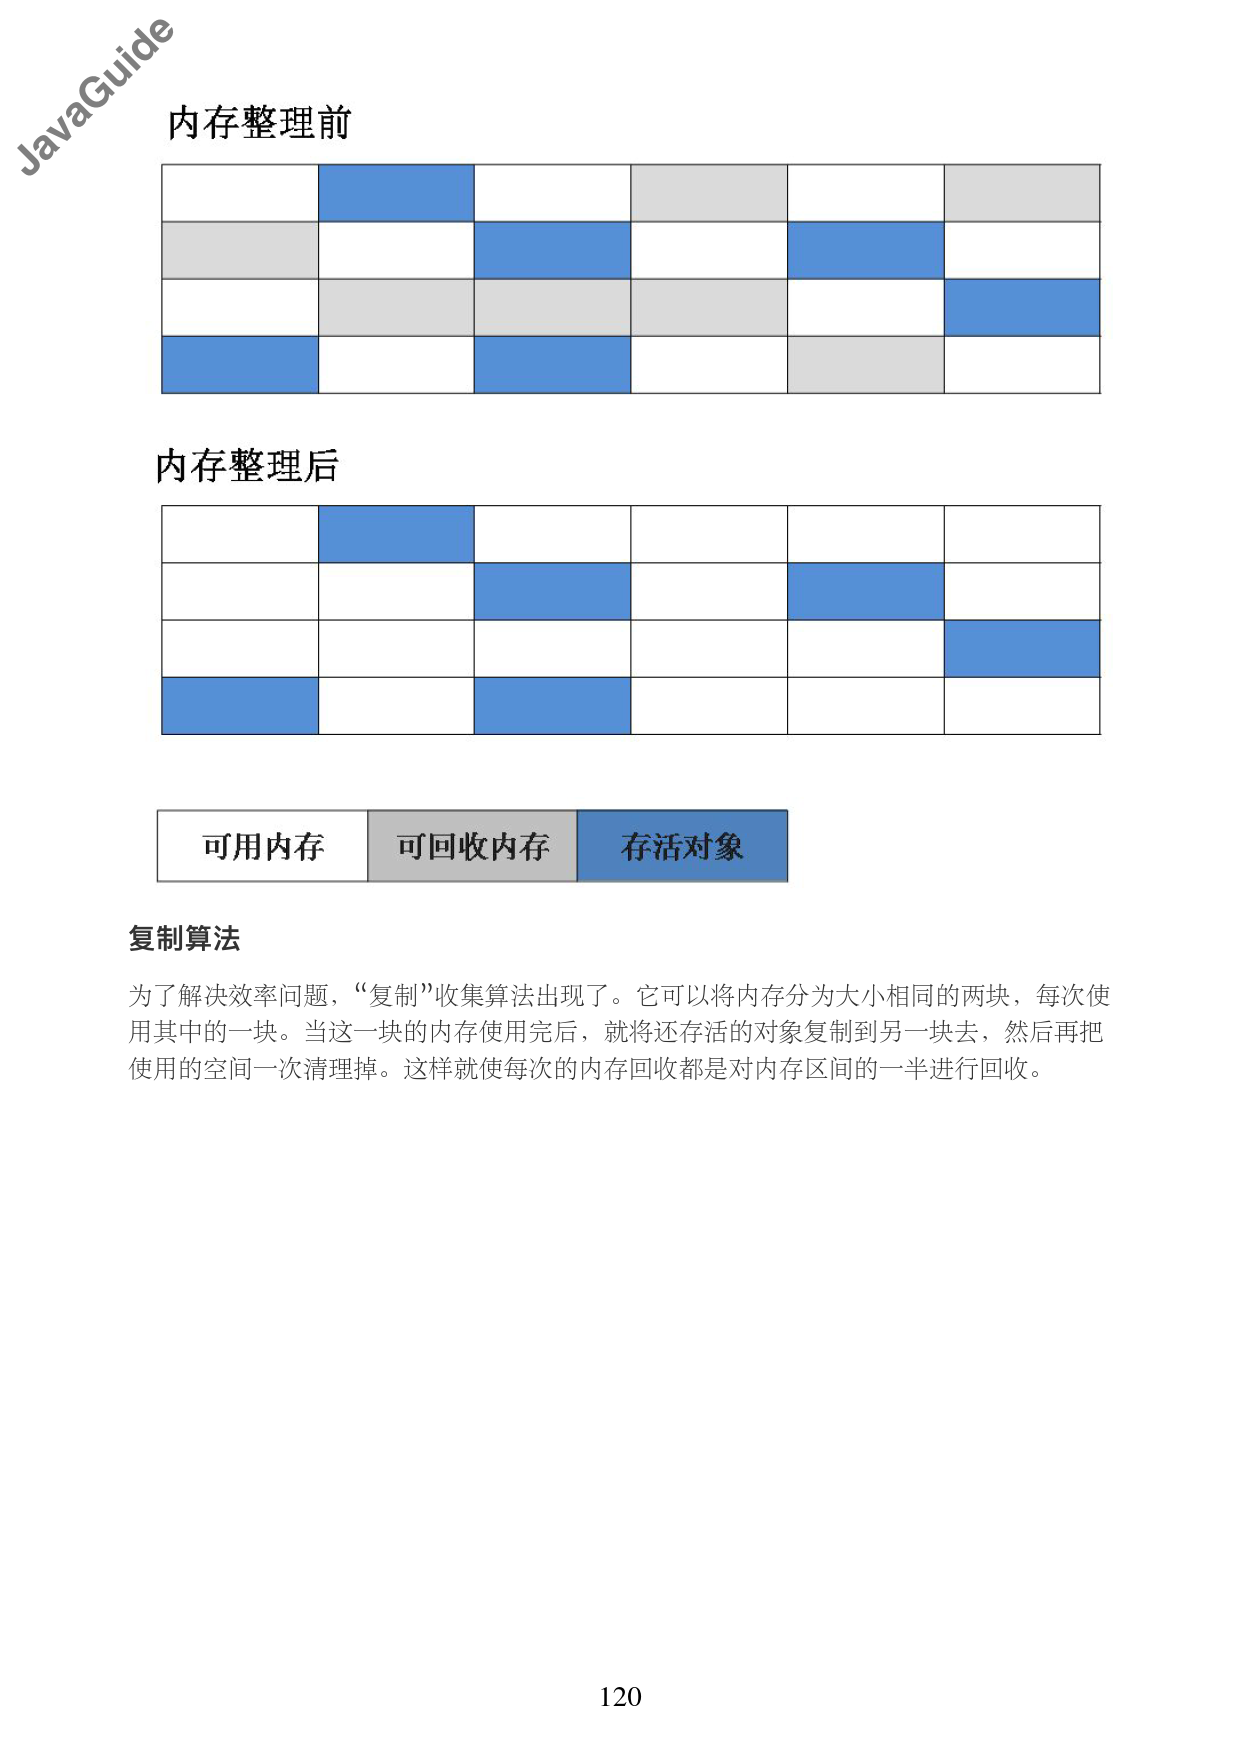 JavaGuide
内存整理前
内存整理后
可用内存 可回收内存 存活对象
复制算法
为了解决效率问题，“复制”收集算法出现了。它可以将内存分为大小相同的两块，每次使
用其中的一块。当这一块的内存使用完后，就将还存活的对象复制到另一块去，然后再把
使用的空间一次清理掉。这样就使每次的内存回收都是对内存区间的一半进行回收。
120